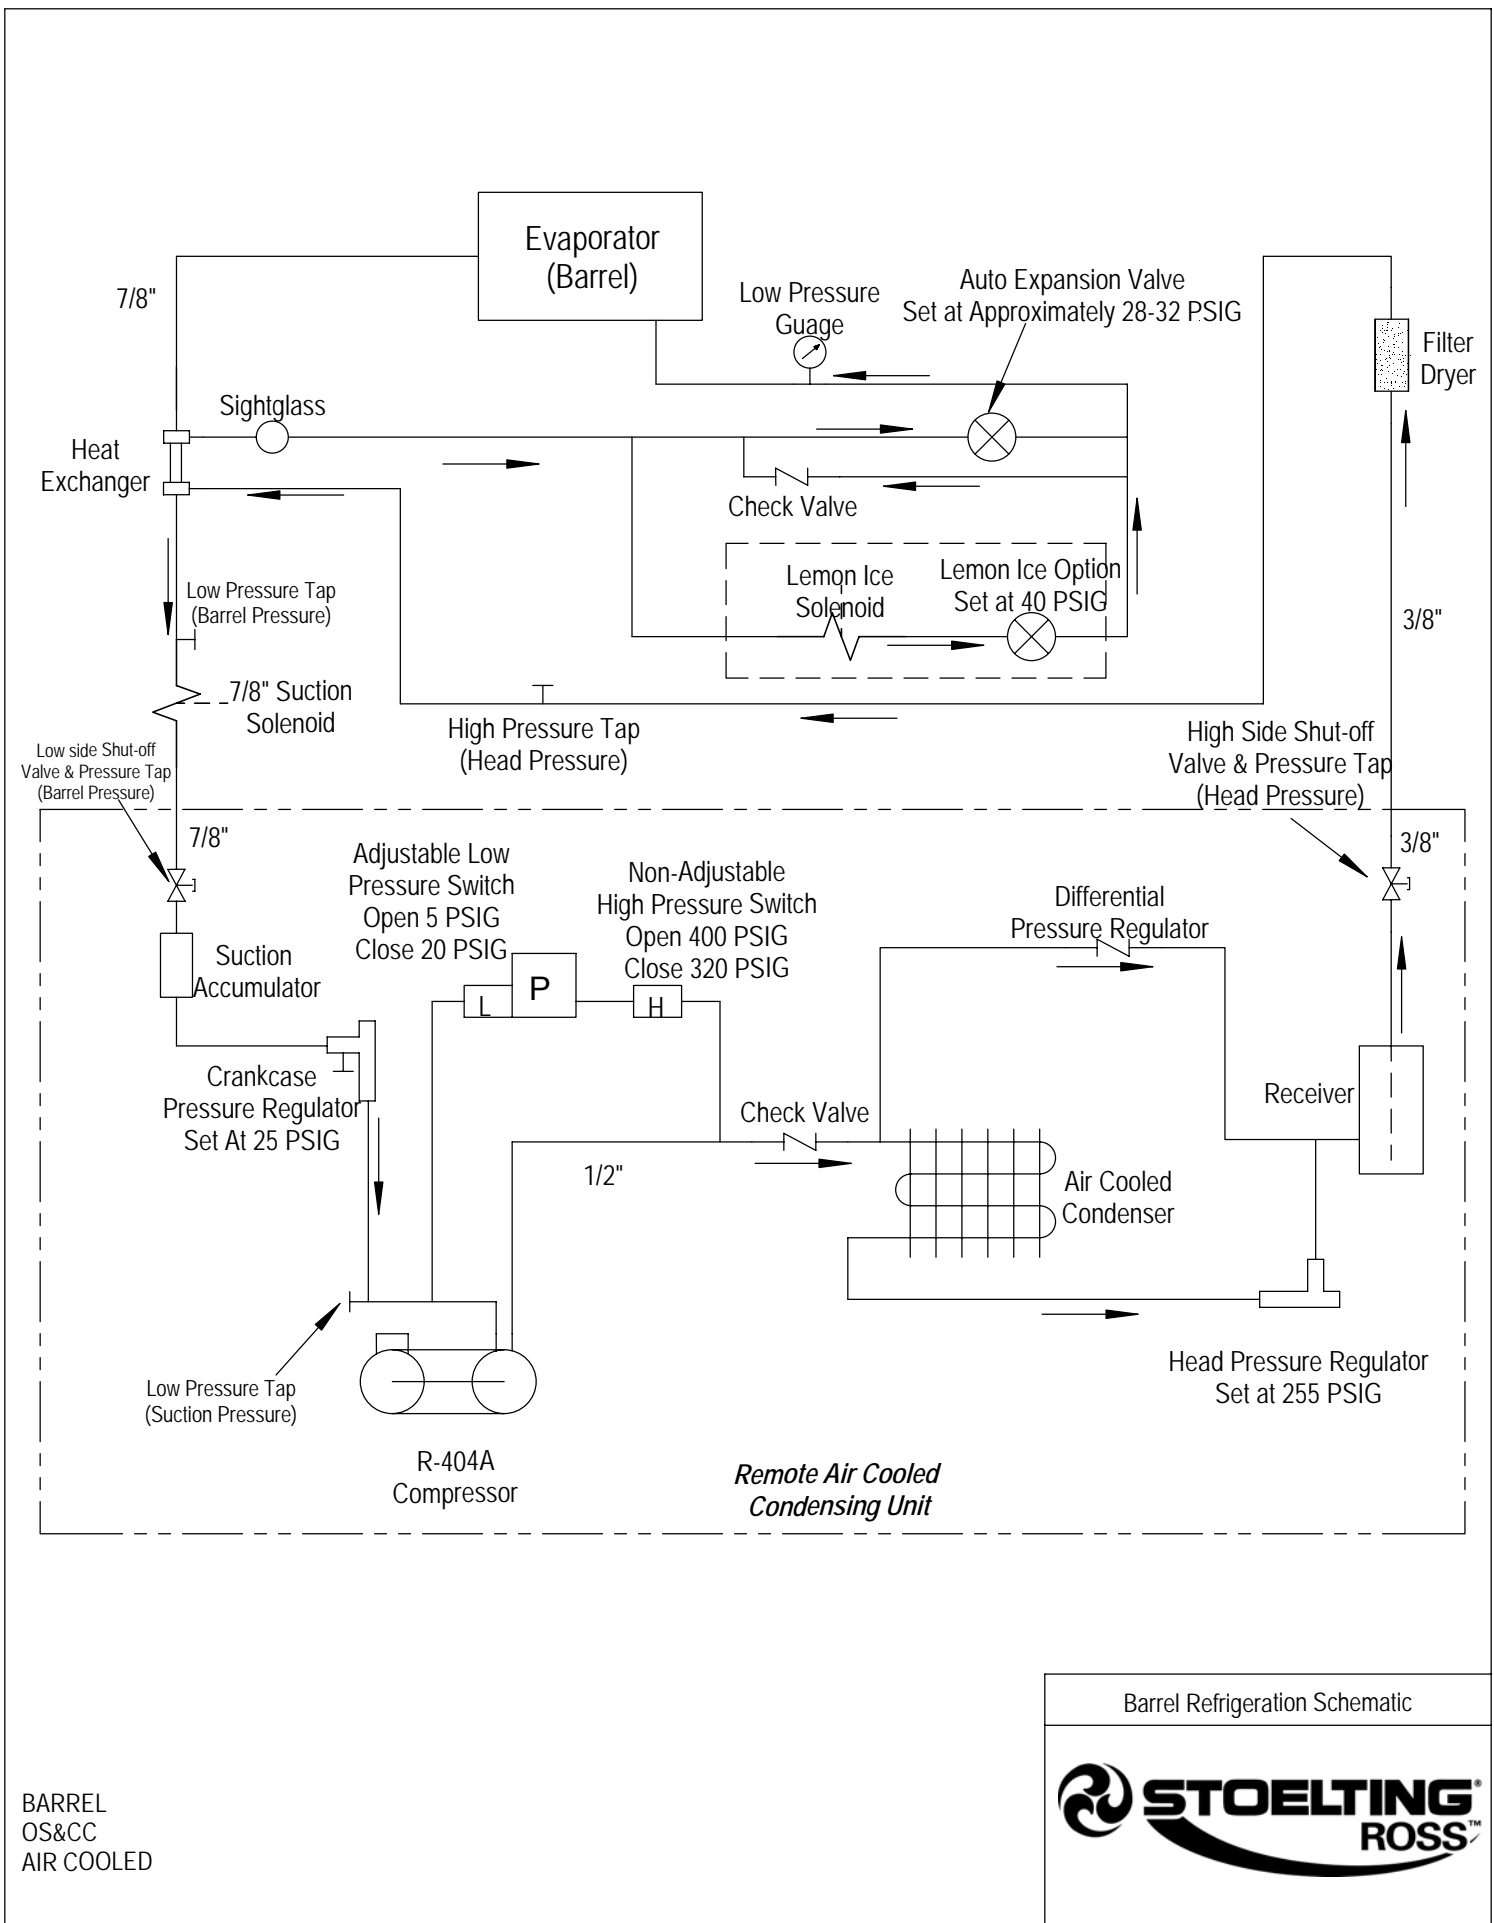 Evaporator
(Barrel)
7/8"
Low Pressure
Guage
Auto Expansion Valve
Set at Approximately 28-32 PSIG
Filter
Dryer
Sightglass
Heat
Exchanger
Check Valve
Lemon Ice
Solenoid
Lemon Ice Option
Set at 40 PSIG
Low Pressure Tap
(Barrel Pressure)
3/8"
7/8" Suction
Solenoid
High Pressure Tap
(Head Pressure)
High Side Shut-off
Valve & Pressure Tap
(Head Pressure)
Low side Shut-off
Valve & Pressure Tap
(Barrel Pressure)
7/8"
3/8"
Adjustable Low
Pressure Switch
Open 5 PSIG
Close 20 PSIG
Non-Adjustable
High Pressure Switch
Open 400 PSIG
Close 320 PSIG
Differential
Pressure Regulator
Suction
Accumulator
L
P
H
Crankcase
Pressure Regulator
Set At 25 PSIG
Check Valve
Receiver
1/2"
Air Cooled
Condenser
Low Pressure Tap
(Suction Pressure)
Head Pressure Regulator
Set at 255 PSIG
R-404A
Compressor
Remote Air Cooled
Condensing Unit
Barrel Refrigeration Schematic
STOELTING®
ROSS™
BARREL
OS&CC
AIR COOLED